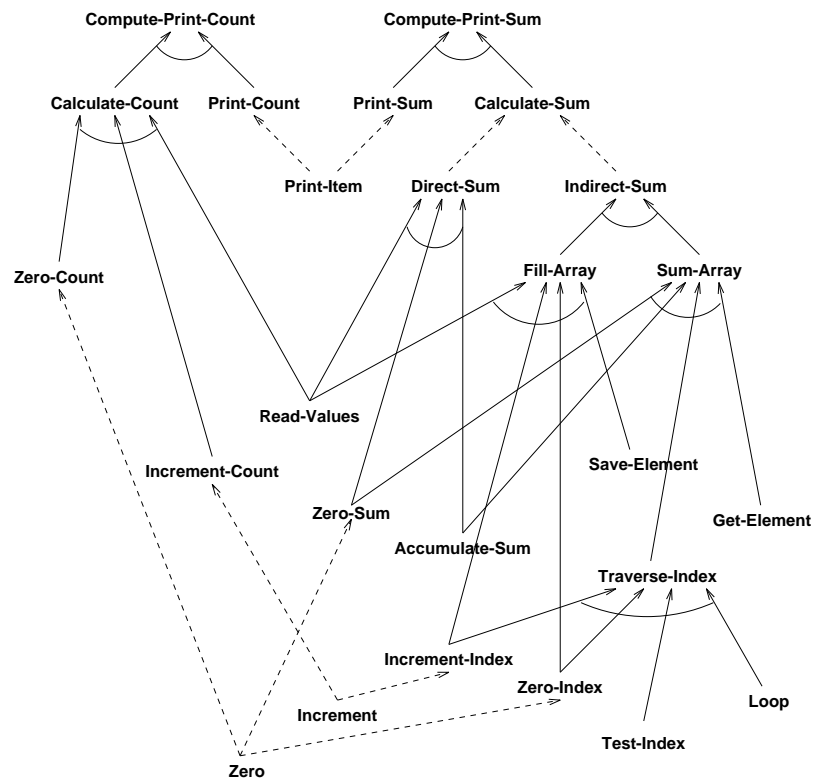 Compute-Print-Count
Compute-Print-Sum
Calculate-Count
Print-Count
Print-Sum
Calculate-Sum
Print-Item
Direct-Sum
Indirect-Sum
Zero-Count
Fill-Array
Sum-Array
Read-Values
Increment-Count
Save-Element
Zero-Sum
Get-Element
Accumulate-Sum
Traverse-Index
Increment-Index
Zero-Index
Loop
Increment
Test-Index
Zero